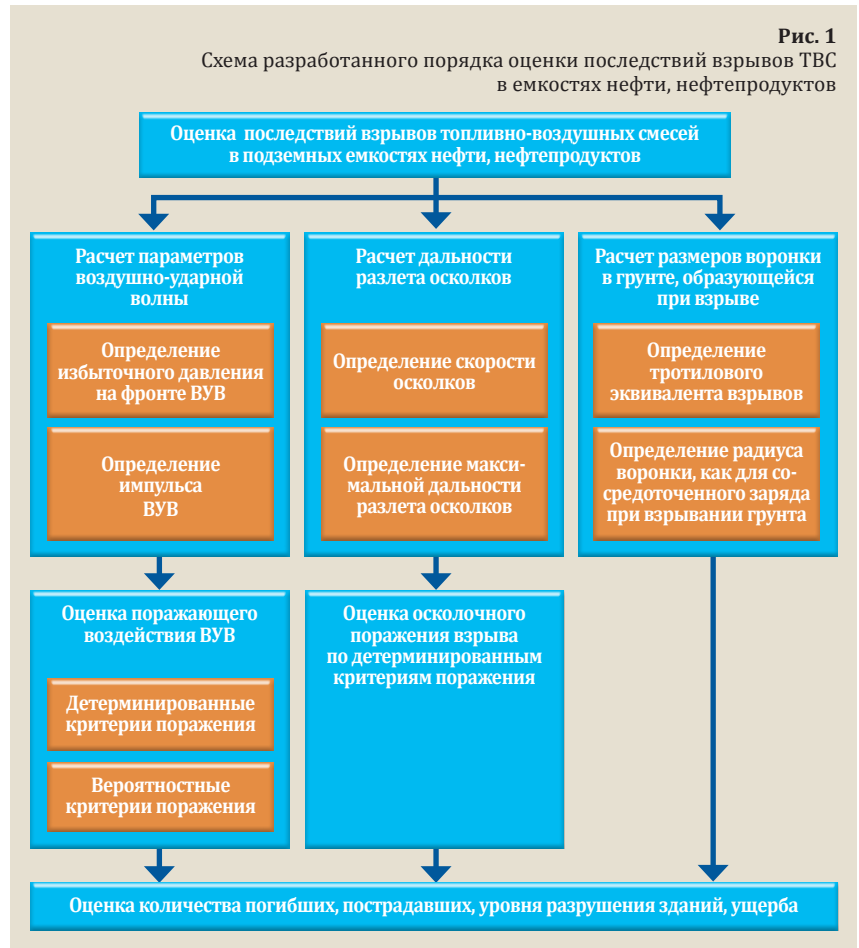 Рис. 1
Схема разработанного порядка оценки последствий взрывов ТВС
в емкостях нефти, нефтепродуктов
Оценка последствий взрывов топливно-воздушных смесей
в подземных емкостях нефти, нефтепродуктов
Расчет параметров
воздушно-ударной
волны
Определение
избыточного давления
на фронте ВУВ
Определение
импульса
ВУВ
Расчет дальности
разлета осколков
Определение скорости
осколков
Определение макси-
мальной дальности
разлета осколков
Расчет размеров воронки
в грунте, образующейся
при взрыве
Определение
тротилового
эквивалента взрывов
Определение радиуса
воронки, как для со-
средоточенного заряда
при взрывании грунта
Оценка поражающего
воздействия ВУВ
Детерминированные
критерии поражения
Вероятностные
критерии поражения
Оценка осколочного
поражения взрыва
по детерминированным
критериям поражения
Оценка количества погибших, пострадавших, уровня разрушения зданий, ущерба